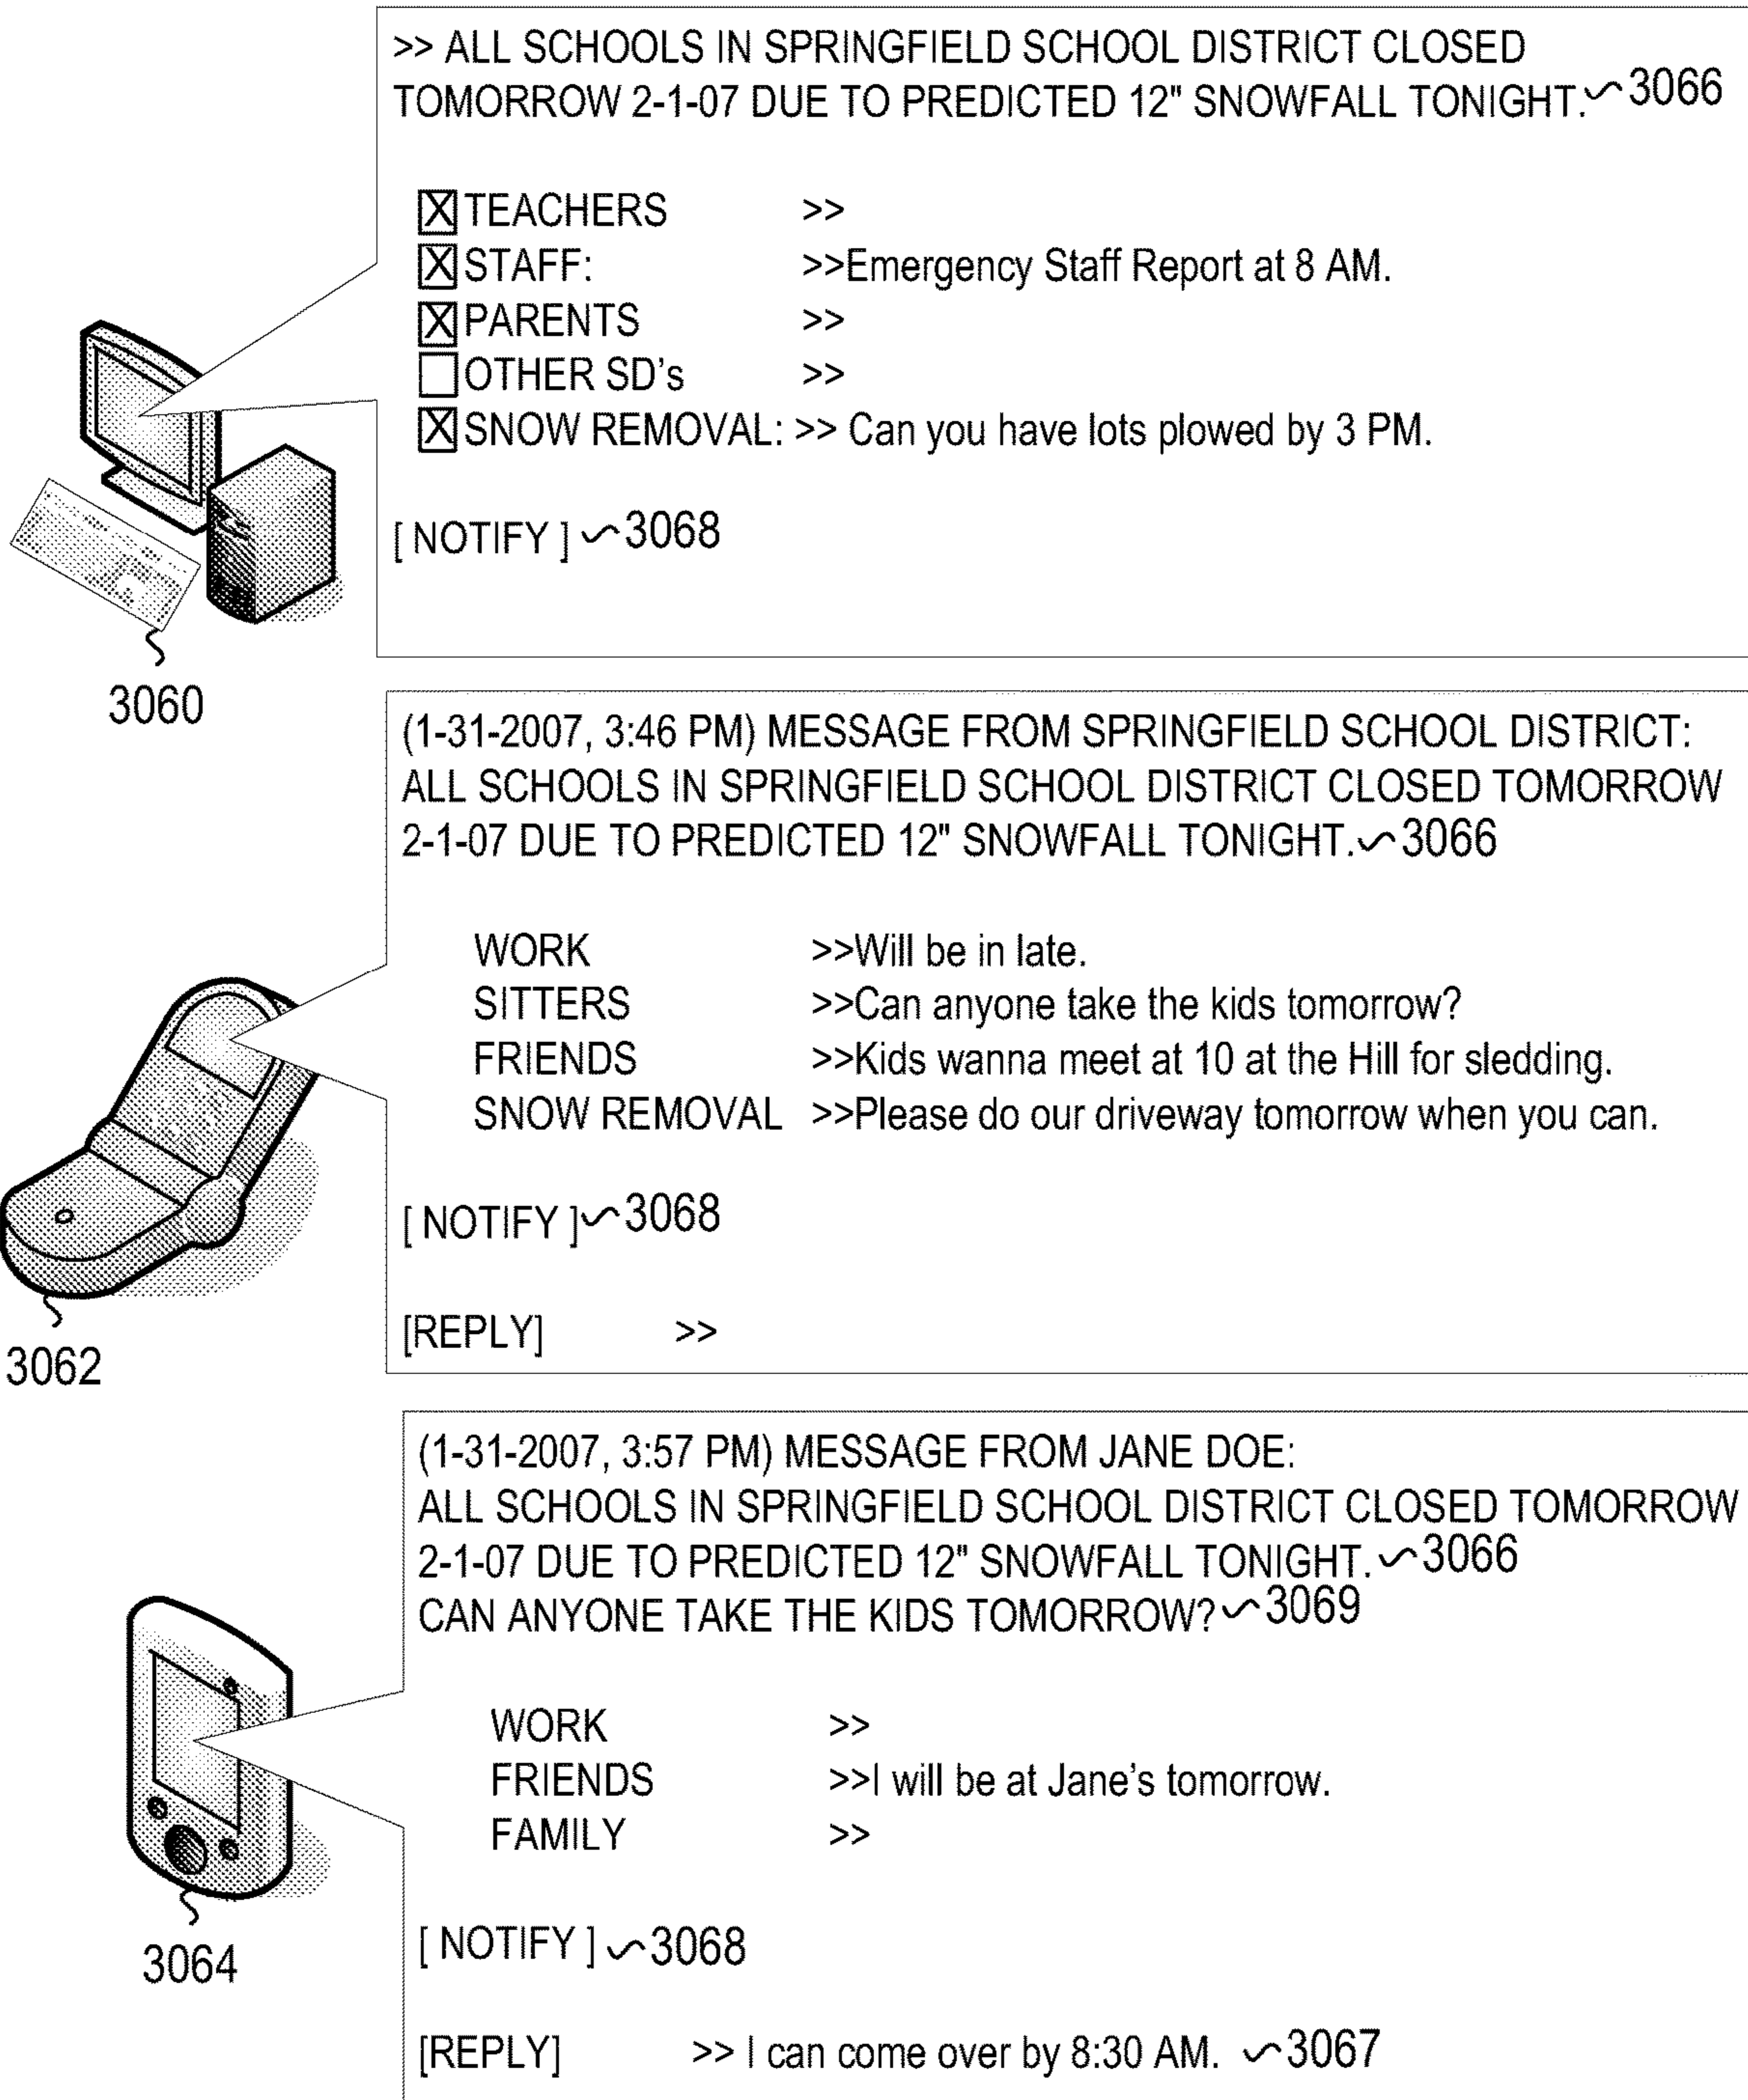 >> ALL SCHOOLS IN SPRINGFIELD SCHOOL DISTRICT CLOSED
TOMORROW 2-1-07 DUE TO PREDICTED 12" SNOWFALL TONIGHT. 3066
[X] TEACHERS >>
[X] STAFF: >>Emergency Staff Report at 8 AM.
[X] PARENTS >>
[ ] OTHER SD's >>
[X] SNOW REMOVAL: >> Can you have lots plowed by 3 PM.
[ NOTIFY ] 3068
3060
(1-31-2007, 3:46 PM) MESSAGE FROM SPRINGFIELD SCHOOL DISTRICT:
ALL SCHOOLS IN SPRINGFIELD SCHOOL DISTRICT CLOSED TOMORROW
2-1-07 DUE TO PREDICTED 12" SNOWFALL TONIGHT. 3066
WORK >>Will be in late.
SITTERS >>Can anyone take the kids tomorrow?
FRIENDS >>Kids wanna meet at 10 at the Hill for sledding.
SNOW REMOVAL >>Please do our driveway tomorrow when you can.
[ NOTIFY ] 3068
[REPLY] >>
3062
(1-31-2007, 3:57 PM) MESSAGE FROM JANE DOE:
ALL SCHOOLS IN SPRINGFIELD SCHOOL DISTRICT CLOSED TOMORROW
2-1-07 DUE TO PREDICTED 12" SNOWFALL TONIGHT. 3066
CAN ANYONE TAKE THE KIDS TOMORROW? 3069
WORK >>
FRIENDS >>I will be at Jane's tomorrow.
FAMILY >>
[ NOTIFY ] 3068
3064
[REPLY] >> I can come over by 8:30 AM. 3067